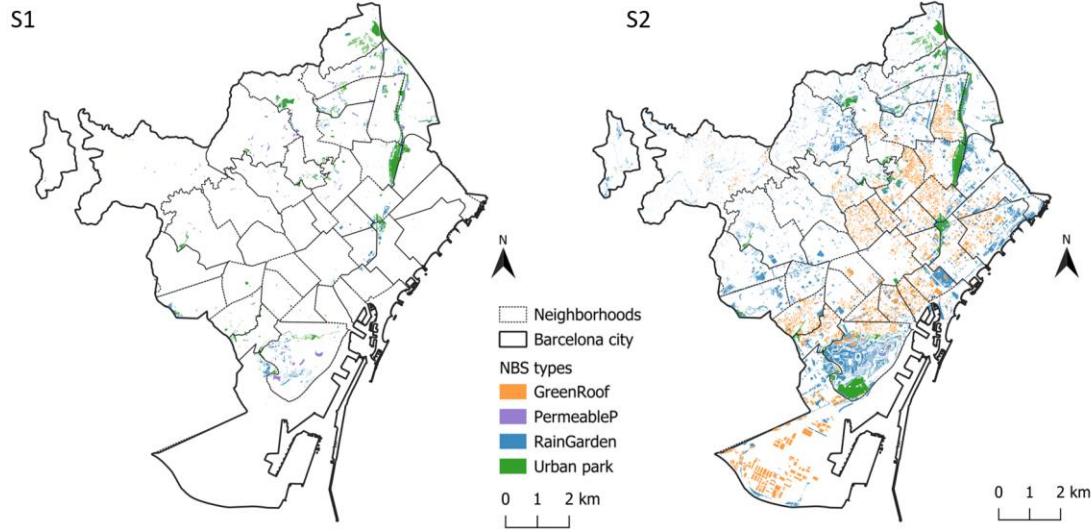 S1
S2
N
N
Neighborhoods
Barcelona city
NBS types
GreenRoof
PermeableP
RainGarden
Urban park
0 1 2 km
0 1 2 km